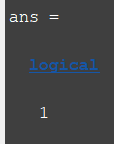 ans =
logical
1